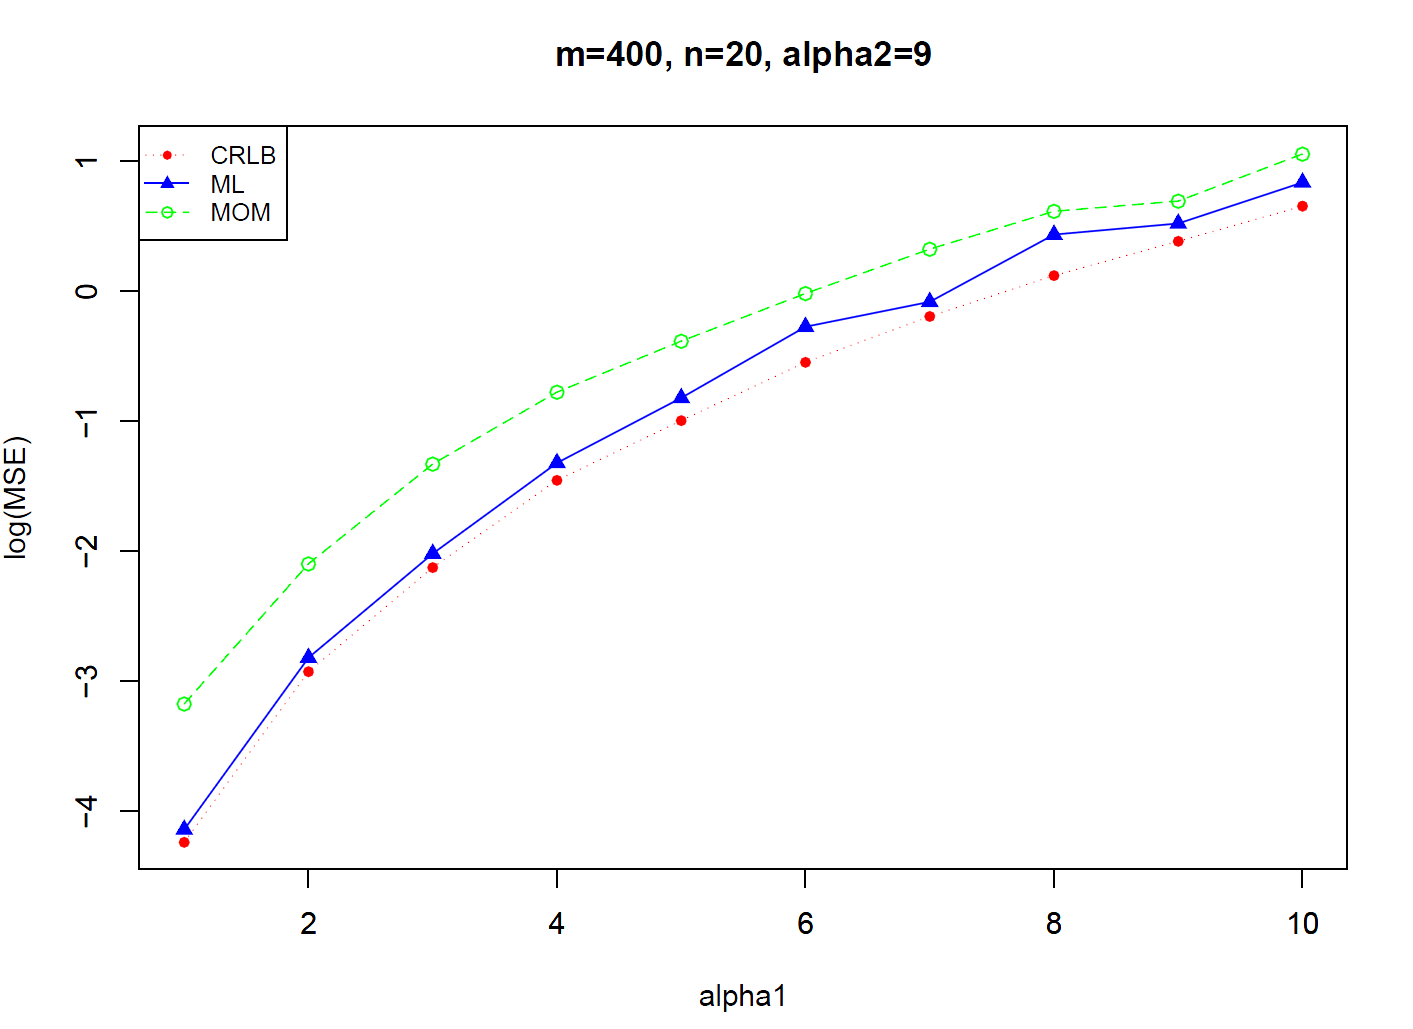 m=400, n=20, alpha2=9
CRLB
ML
MOM
log(MSE)
1
0
−1
−2
−3
−4
2 4 6 8 10
alpha1